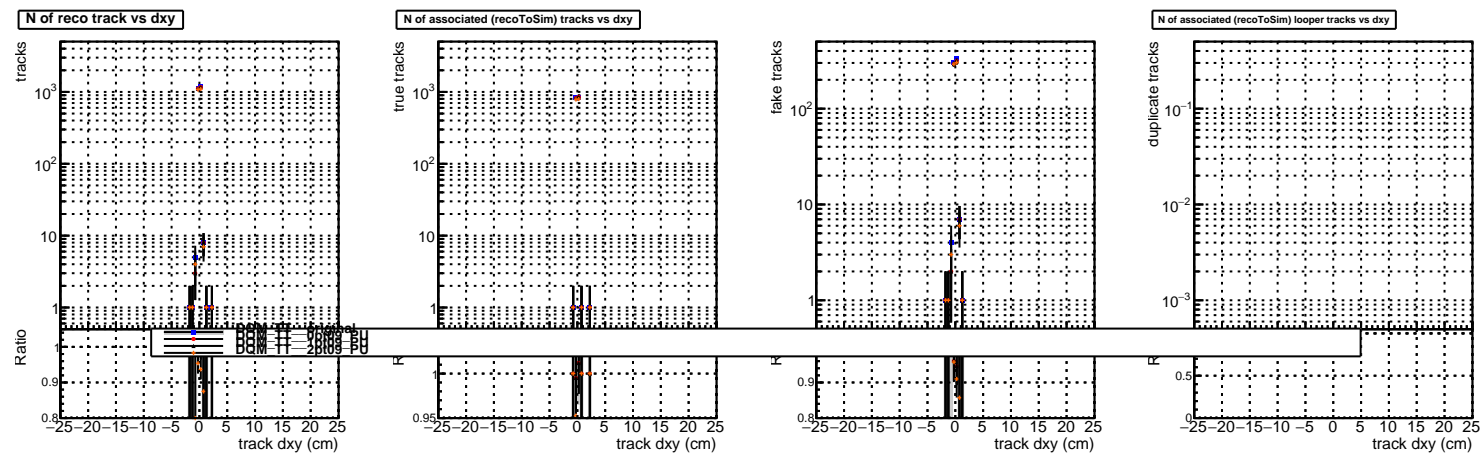 N of reco track vs dxy
tracks
10³
10²
10
1
Ratio
1
0.9
0.8
−25 −20 −15 −10 −5 0 5 10 15 20 25
track dxy (cm)
N of associated (recoToSim) tracks vs dxy
true tracks
10³
10²
10
1
1
0.95
−25 −20 −15 −10 −5 0 5 10 15 20 25
track dxy (cm)
fake tracks
10²
10
1
0.9
0.8
−25 −20 −15 −10 −5 0 5 10 15 20 25
track dxy (cm)
N of associated (recoToSim) looper tracks vs dxy
duplicate tracks
10⁻¹
10⁻²
10⁻³
0.5
0
−25 −20 −15 −10 −5 0 5 10 15 20 25
track dxy (cm)
DQM_TT
DQM_TT 2pt09_PU